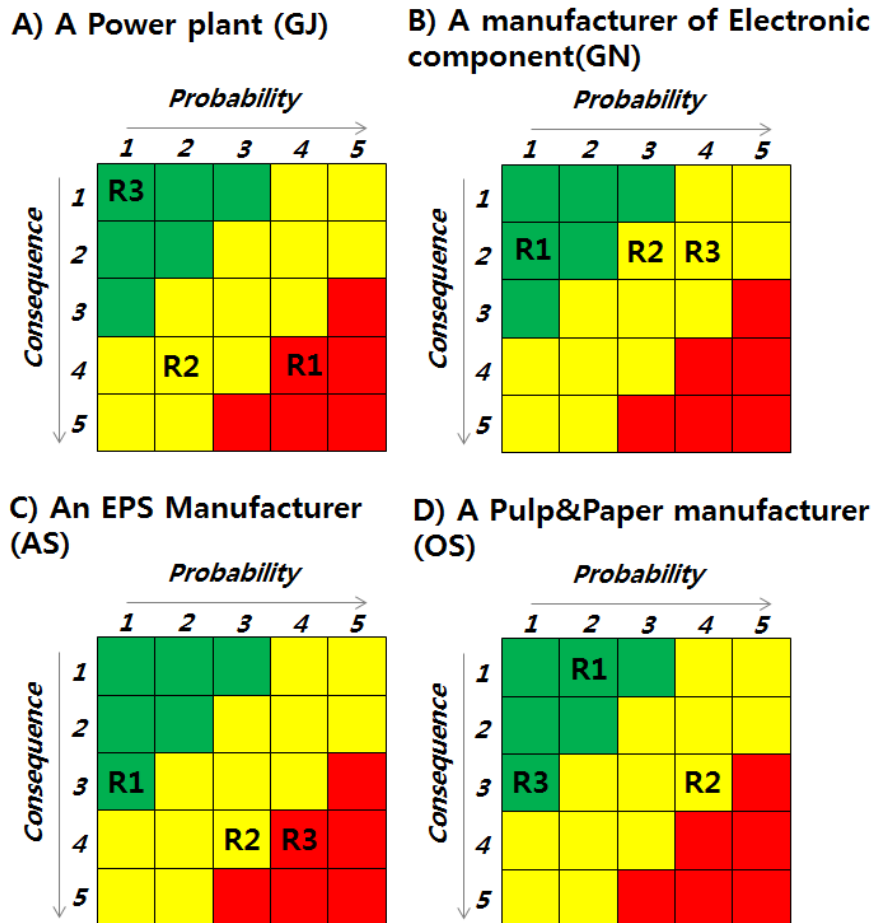 A) A Power plant (GJ)
Probability
1 2 3 4 5
Consequence
1 R3
2
3
4 R2 R1
5
B) A manufacturer of Electronic
component(GN)
Probability
1 2 3 4 5
Consequence
1
2 R1 R2 R3
3
4
5
C) An EPS Manufacturer
(AS)
Probability
1 2 3 4 5
Consequence
1
2
3 R1
4 R2 R3
5
D) A Pulp&Paper manufacturer
(OS)
Probability
1 2 3 4 5
Consequence
1 R1
2
3 R3 R2
4
5